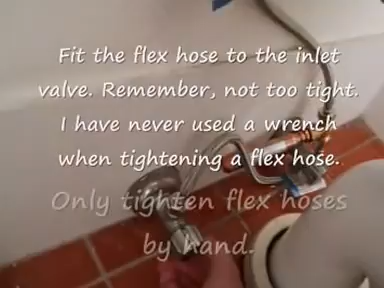 Fit the flex hose to the inlet
valve. Remember, not too tight.
I have never used a wrench
when tightening a flex hose.
Only tighten flex hoses
by hand.